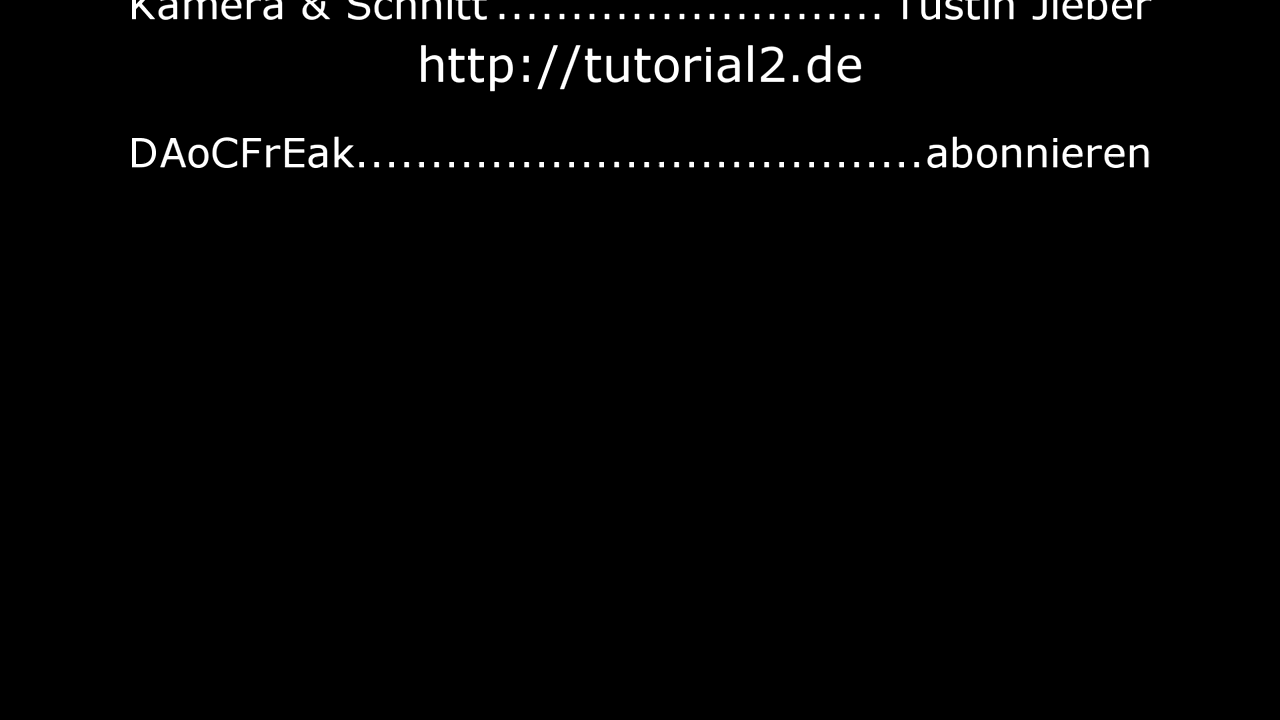 Kamera & Schnitt.......................... Tustin Jieber
http://tutorial2.de
DAoCFrEak......................................abonnieren